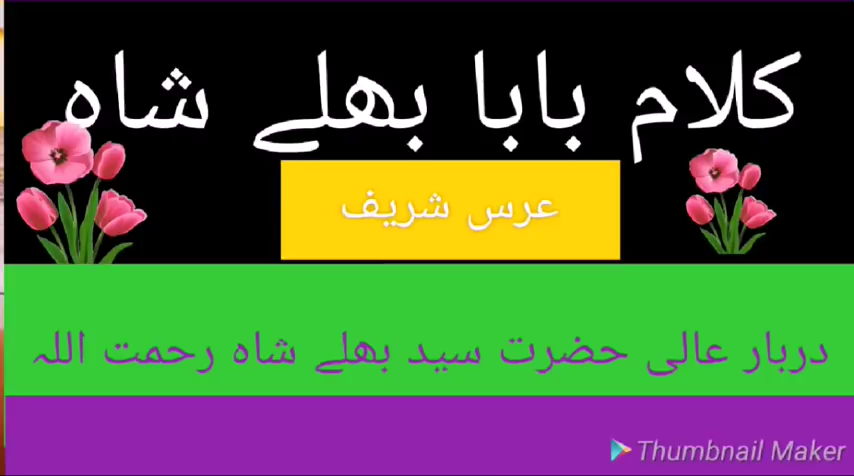 کلام بابا بھلے شاہ
عرس شریف
دربار عالی حضرت سید بھلے شاہ رحمت اللہ
Thumbnail Maker